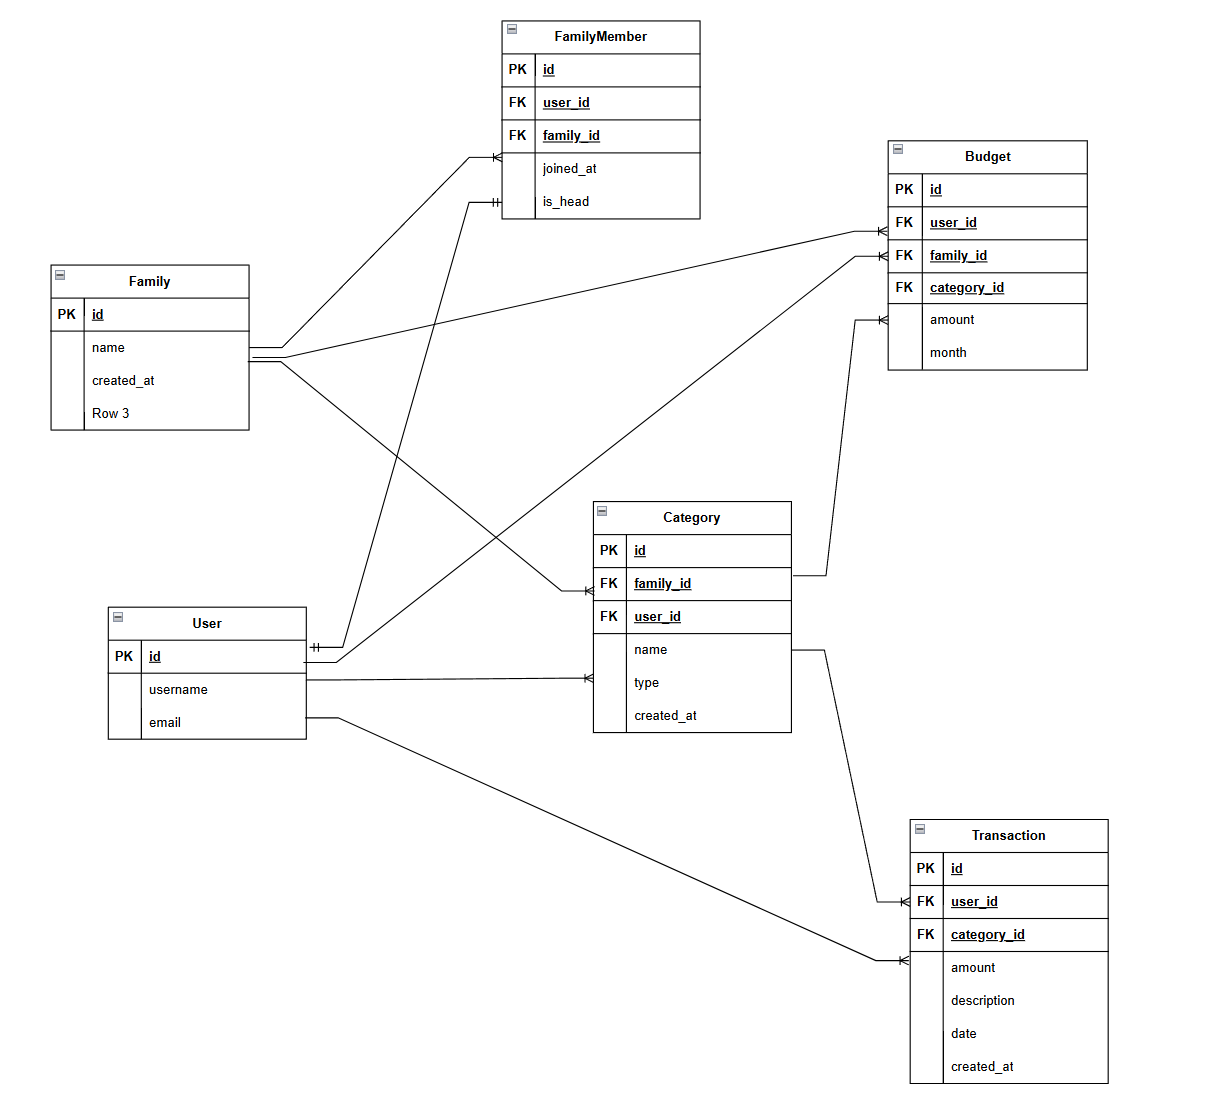 FamilyMember
PK id
FK user_id
FK family_id
joined_at
is_head
Budget
PK id
FK user_id
FK family_id
FK category_id
amount
month
Family
PK id
name
created_at
Row 3
Category
PK id
FK family_id
FK user_id
name
type
created_at
User
PK id
username
email
Transaction
PK id
FK user_id
FK category_id
amount
description
date
created_at